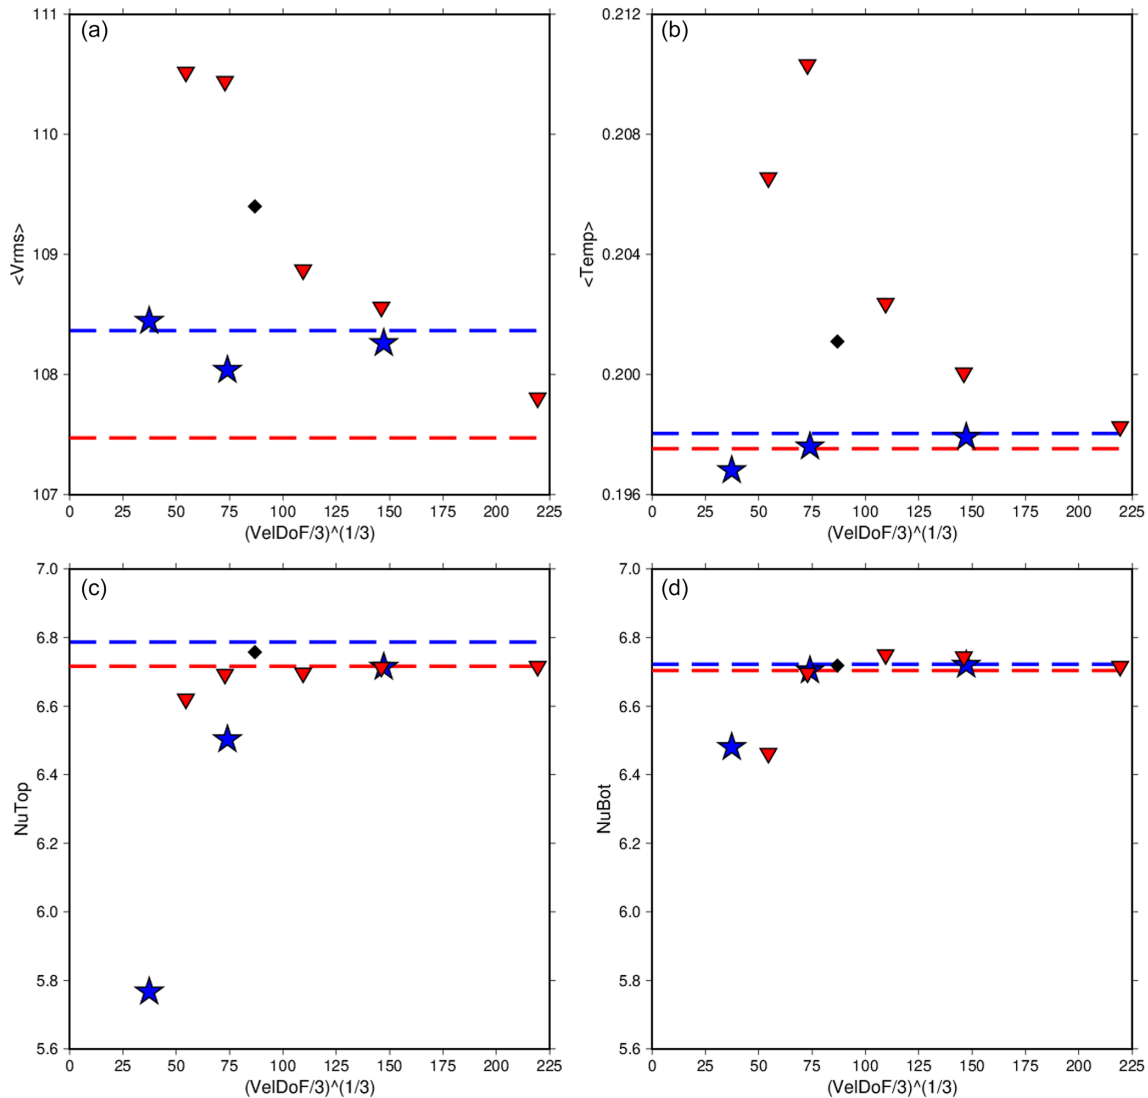 (a)
111
110
109
108
107
<Vrms>
0 25 50 75 100 125 150 175 200 225
(VelDoF/3)^(1/3)
(b)
0.212
0.208
0.204
0.200
0.196
<Temp>
0 25 50 75 100 125 150 175 200 225
(VelDoF/3)^(1/3)
(c)
7.0
6.8
6.6
6.4
6.2
6.0
5.8
5.6
NuTop
0 25 50 75 100 125 150 175 200 225
(VelDoF/3)^(1/3)
(d)
7.0
6.8
6.6
6.4
6.2
6.0
5.8
5.6
NuBot
0 25 50 75 100 125 150 175 200 225
(VelDoF/3)^(1/3)